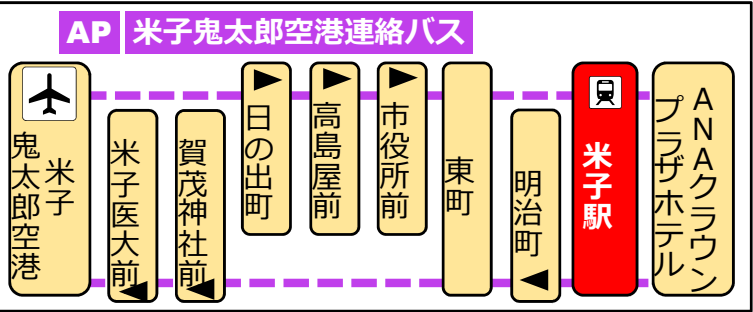 AP 米子鬼太郎空港連絡バス
米子
鬼太郎空港
米子医大前
賀茂神社前
日の出町
高島屋前
市役所前
東町
明治町
米子駅
ANAクラウン
プラザホテル